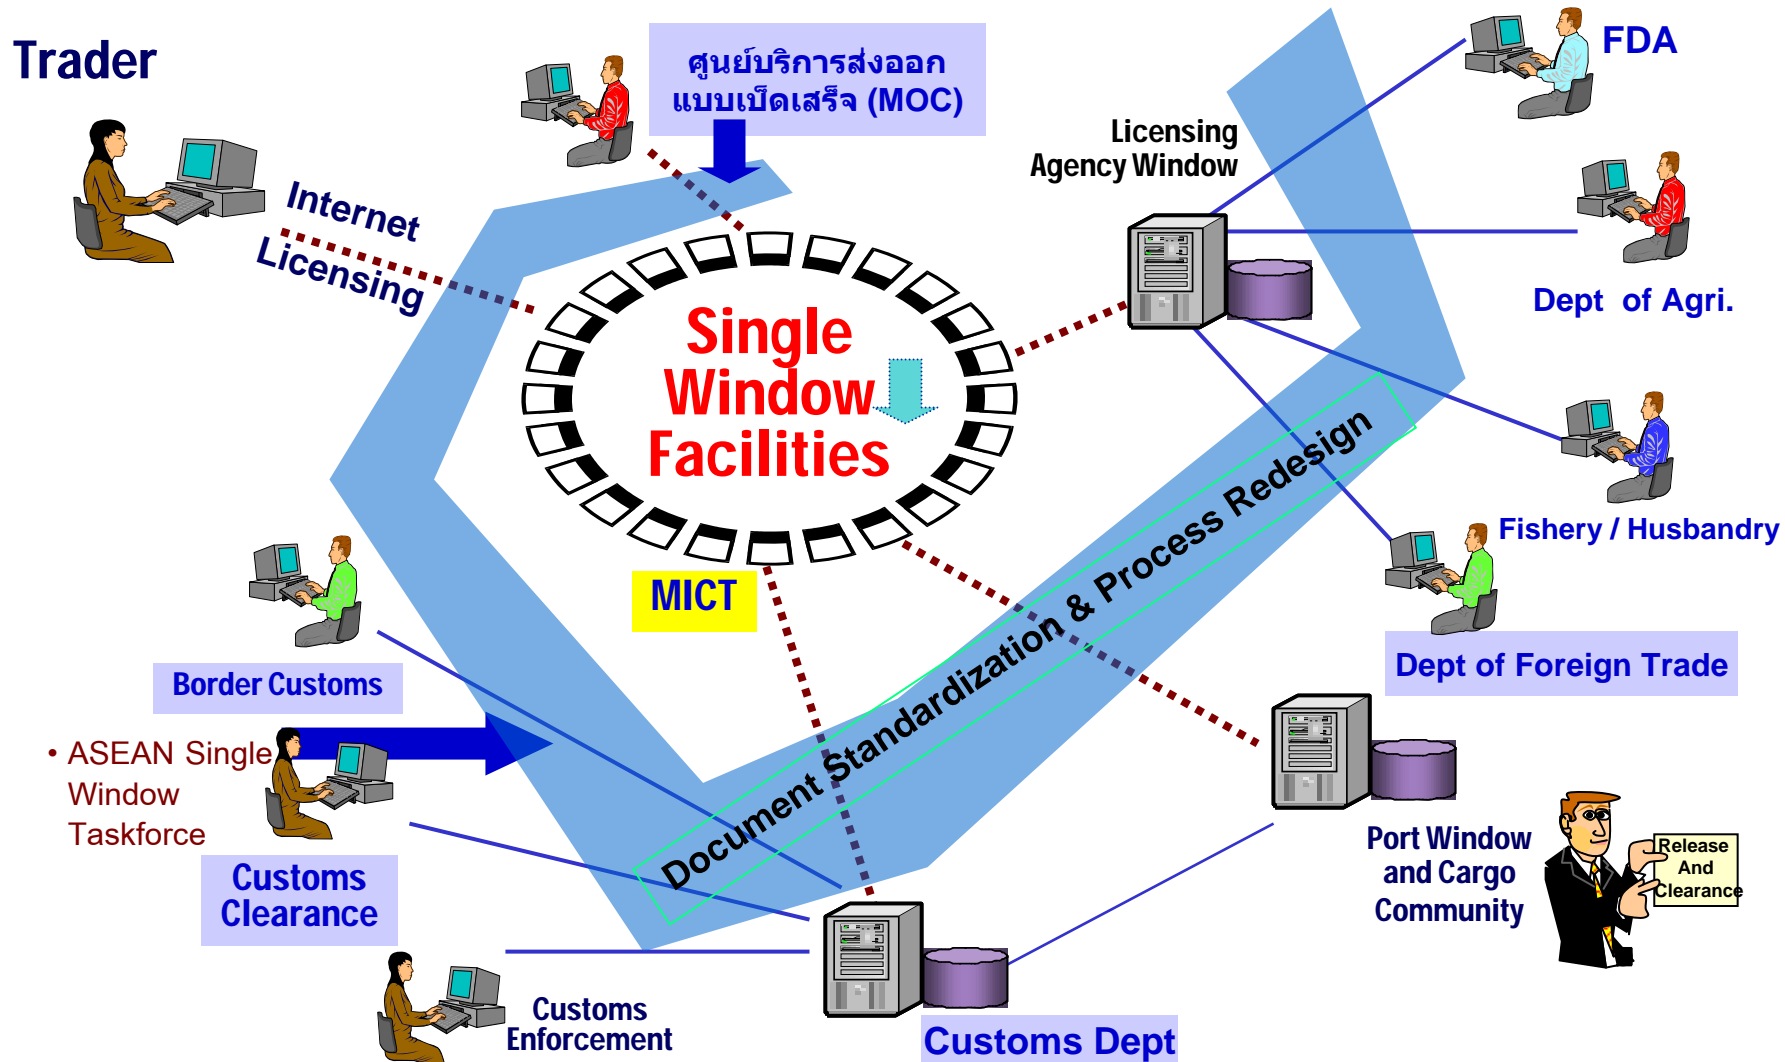 Trader
ศูนย์บริการส่งออก
แบบเบ็ดเสร็จ (MOC)
FDA
Licensing
Agency Window
Internet
Licensing
Dept of Agri.
Single
Window
Facilities
Document Standardization & Process Redesign
Fishery / Husbandry
MICT
Dept of Foreign Trade
Border Customs
• ASEAN Single
Window
Taskforce
Customs
Clearance
Port Window
and Cargo
Community
Release
And
Clearance
Customs
Enforcement
Customs Dept